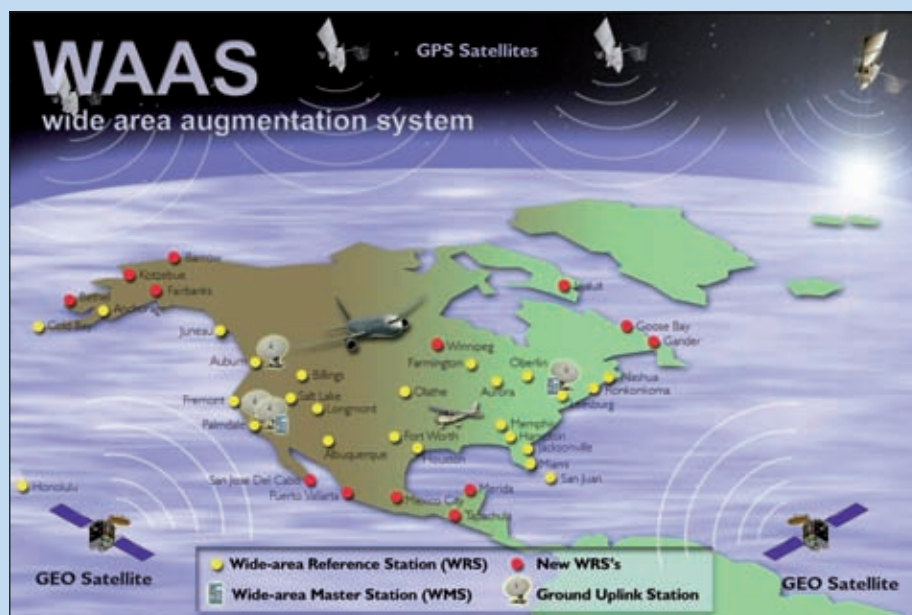 WAAS
wide area augmentation system
GPS Satellites
Barrow
Kotzebue
Fairbanks
Bethel
Anchorage
Cold Bay
Juneau
Iqaluit
Goose Bay
Gander
Winnipeg
Auburn
Farmington
Oberlin
Billings
Nashua
Olathe
Aurora
Ronkonkoma
Fremont
Salt Lake
Longmont
Palmdale
Memphis
Fort Worth
Hampton
Jacksonville
Albuquerque
Houston
Miami
San Juan
San Jose Del Cabo
Merida
Honolulu
Puerto Vallarta
Mexico City
Tapachula
GEO Satellite
GEO Satellite
Wide-area Reference Station (WRS)
New WRS's
Wide-area Master Station (WMS)
Ground Uplink Station